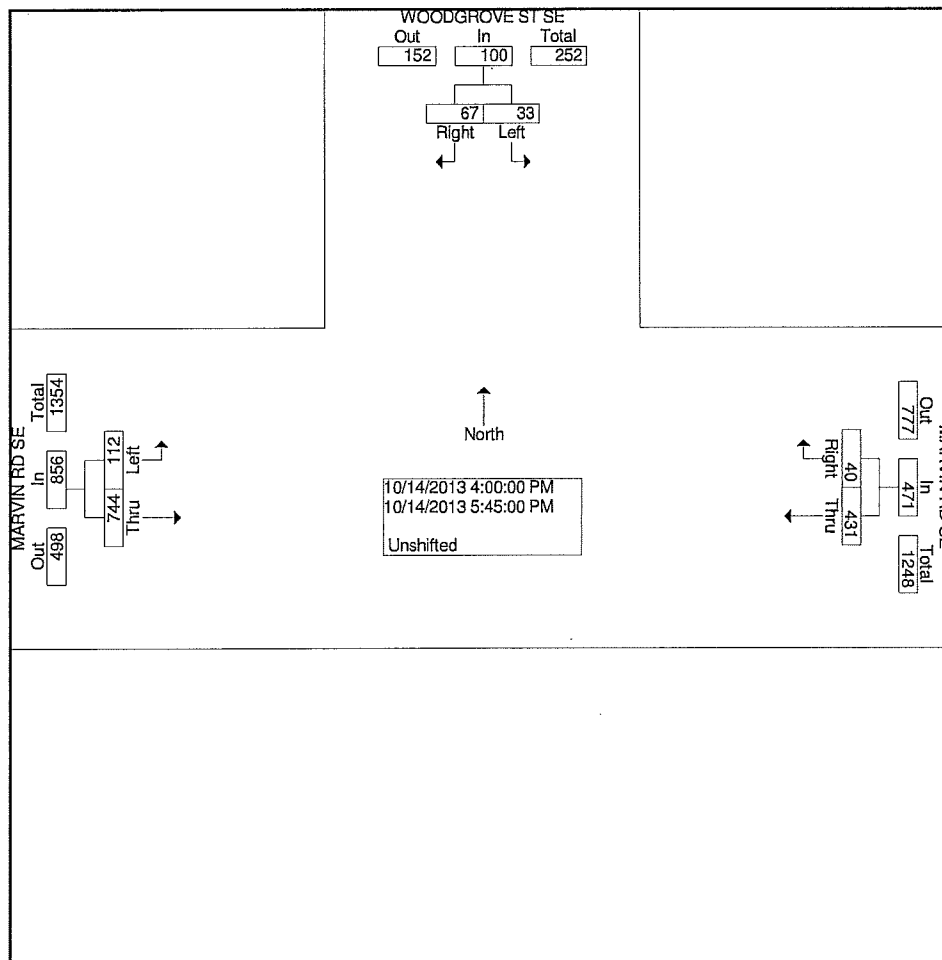 WOODGROVE ST SE
Out In Total
152 100 252
67 33
Right Left
MARVIN RD SE
Out In Total
498 856 1354
744 112
Thru Left
North
10/14/2013 4:00:00 PM
10/14/2013 5:45:00 PM
Unshifted
Right Thru
40 431
Out In Total
777 471 1248